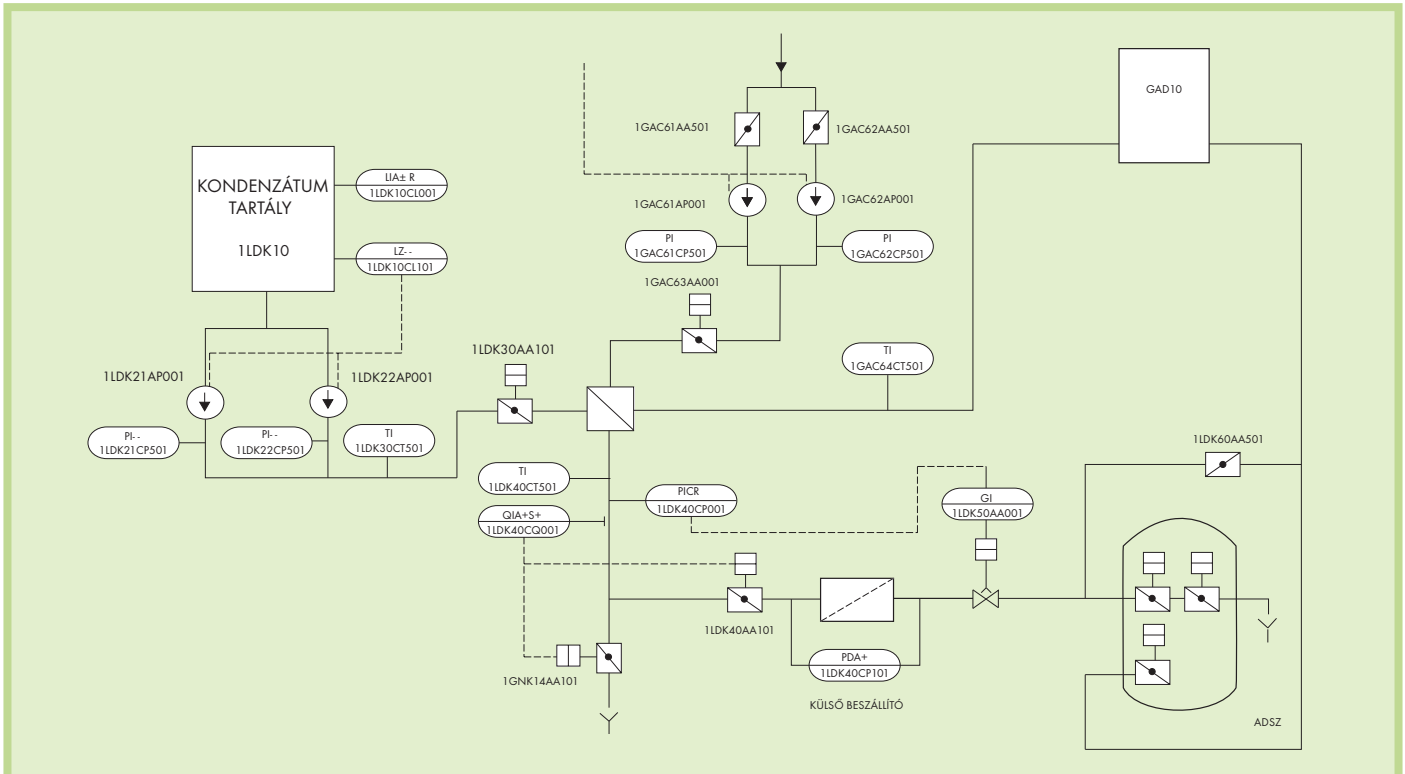 GAD10
1GAC61AA501
1GAC62AA501
KONDENZÁTUM
TARTÁLY
1LDK10
LIA± R
1LDK10CL001
LZ--
1LDK10CL101
1GAC61AP001
1GAC62AP001
PI
1GAC61CP501
PI
1GAC62CP501
1GAC63AA001
1LDK30AA101
TI
1GAC64CT501
1LDK21AP001
1LDK22AP001
PI--
1LDK21CP501
PI--
1LDK22CP501
TI
1LDK30CT501
1LDK60AA501
TI
1LDK40CT501
PICR
1LDK40CP001
GI
1LDK50AA001
QIA+S+
1LDK40CQ001
1LDK40AA101
PDA+
1LDK40CP101
1GNK14AA101
KÜLSŐ BESZÁLLÍTÓ
ADSZ